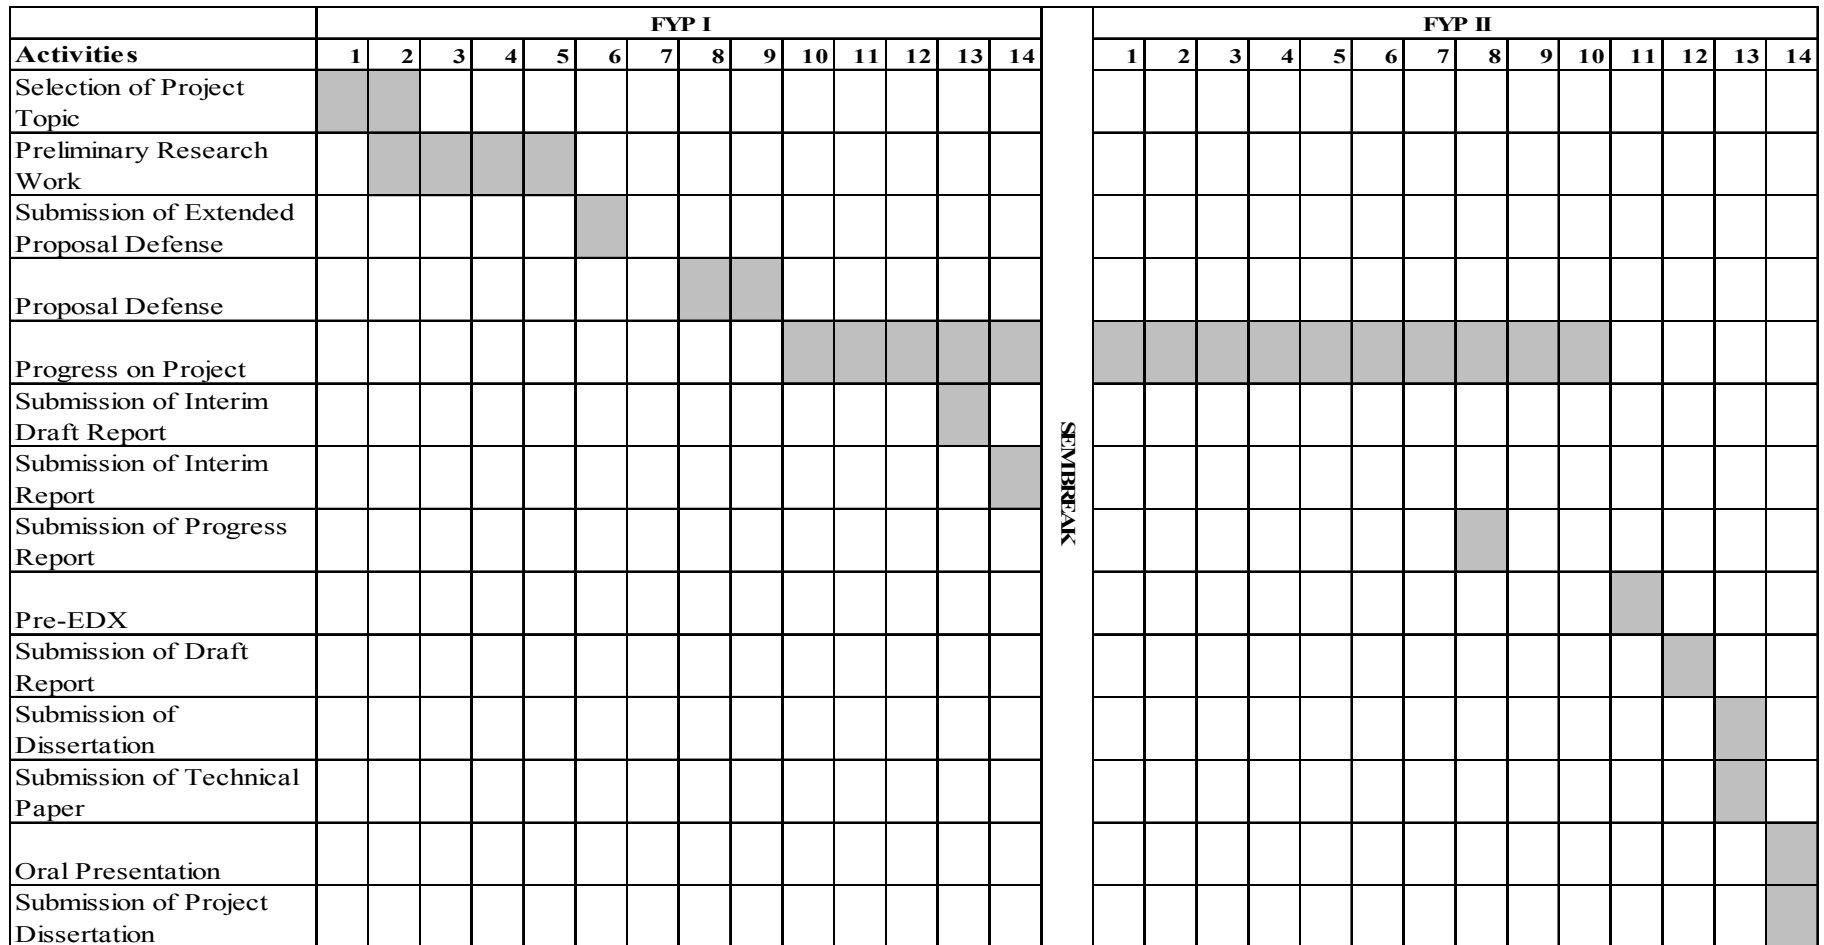 FYP I FYP II
Activities 1 2 3 4 5 6 7 8 9 10 11 12 13 14 1 2 3 4 5 6 7 8 9 10 11 12 13 14
Selection of Project
Topic
Preliminary Research
Work
Submission of Extended
Proposal Defense
Proposal Defense
Progress on Project
Submission of Interim
Draft Report
Submission of Interim
Report
Submission of Progress
Report
Pre-EDX
Submission of Draft
Report
Submission of
Dissertation
Submission of Technical
Paper
Oral Presentation
Submission of Project
Dissertation
SEMBREAK